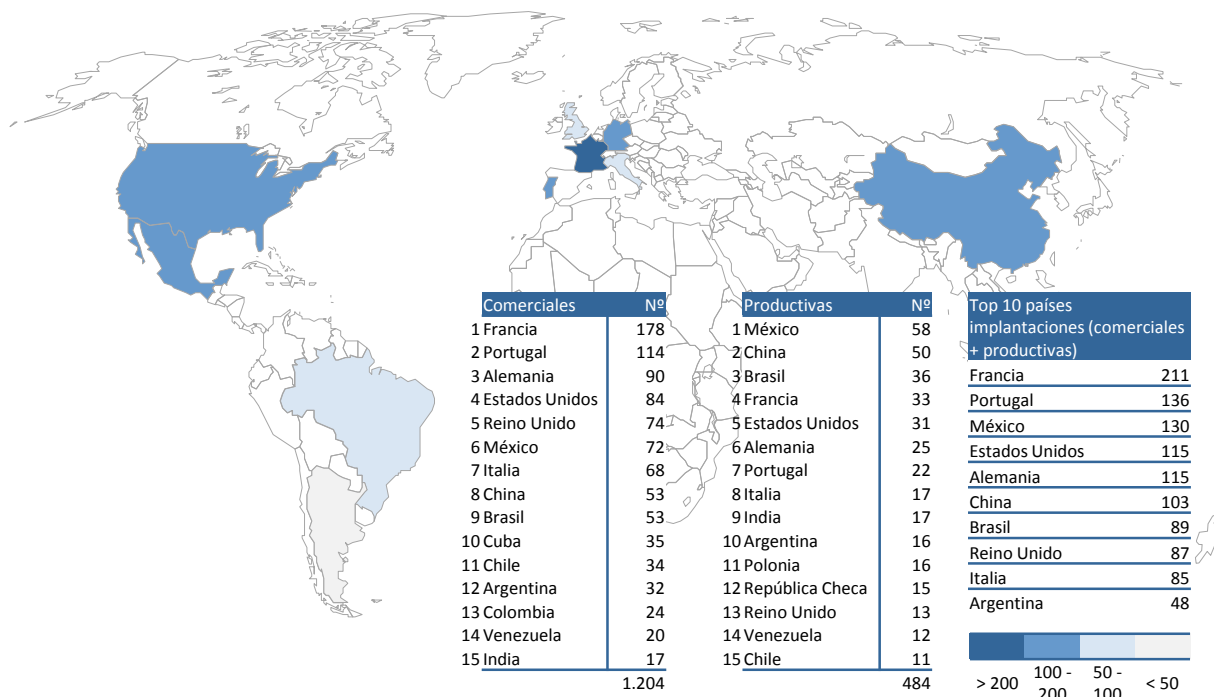 Comerciales Nº
1 Francia 178
2 Portugal 114
3 Alemania 90
4 Estados Unidos 84
5 Reino Unido 74
6 México 72
7 Italia 68
8 China 53
9 Brasil 53
10 Cuba 35
11 Chile 34
12 Argentina 32
13 Colombia 24
14 Venezuela 20
15 India 17
1.204
Productivas Nº
1 México 58
2 China 50
3 Brasil 36
4 Francia 33
5 Estados Unidos 31
6 Alemania 25
7 Portugal 22
8 Italia 17
9 India 17
10 Argentina 16
11 Polonia 16
12 República Checa 15
13 Reino Unido 13
14 Venezuela 12
15 Chile 11
484
Top 10 países
implantaciones (comerciales
+ productivas)
Francia 211
Portugal 136
México 130
Estados Unidos 115
Alemania 115
China 103
Brasil 89
Reino Unido 87
Italia 85
Argentina 48
> 200
100 -
200
50 -
100
< 50